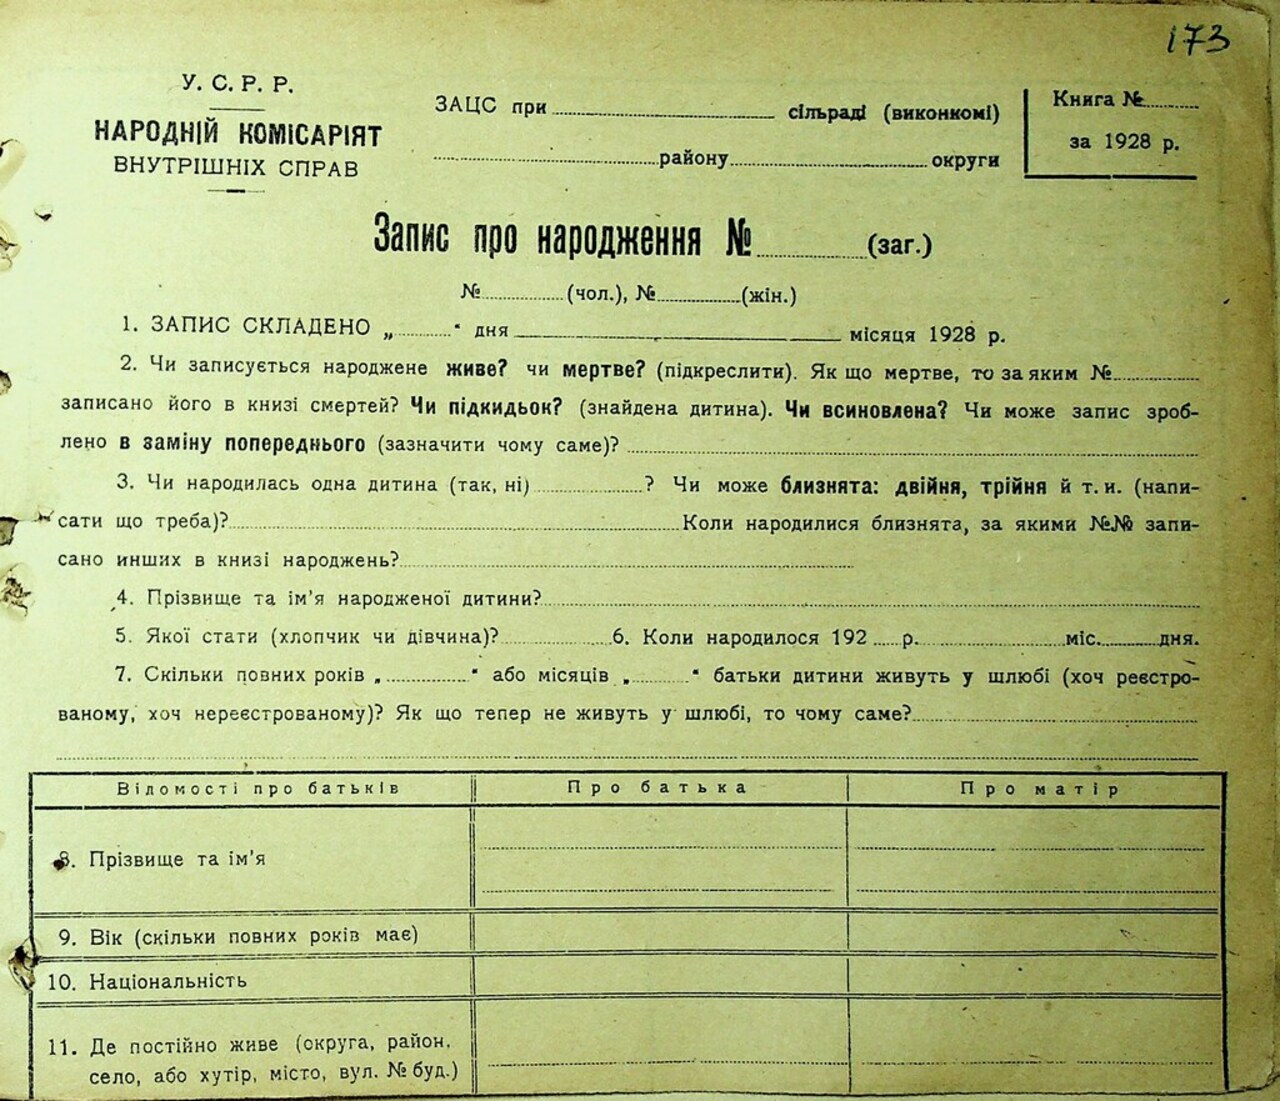 173
У. С. Р. Р.
НАРОДНІЙ КОМІСАРІЯТ
ВНУТРІШНІХ СПРАВ
ЗАЦС при сільраді (виконкомі)
району округи
Книга №
за 1928 р.
Запис про народження № (заг.)
№ (чол.), № (жін.)
1. ЗАПИС СКЛАДЕНО „ “ дня місяця 1928 р.
2. Чи записується народжене живе? чи мертве? (підкреслити). Як що мертве, то за яким №
записано його в книзі смертей? Чи підкидьок? (знайдена дитина). Чи всиновлена? Чи може запис зроб-
лено в заміну попереднього (зазначити чому саме)?
3. Чи народилась одна дитина (так, ні) ? Чи може близнята: двійня, трійня й т. и. (напи-
сати що треба)? Коли народилися близнята, за якими №№ запи-
сано инших в книзі народжень?
4. Прізвище та ім'я народженої дитини?
5. Якої стати (хлопчик чи дівчина)? 6. Коли народилося 192 р. міс. дня.
7. Скільки повних років „ “ або місяців „ “ батьки дитини живуть у шлюбі (хоч реєстро-
ваному, хоч нереєстрованому)? Як що тепер не живуть у шлюбі, то чому саме?
Відомості про батьків Про батька Про матір
8. Прізвище та ім'я
9. Вік (скільки повних років має)
10. Національність
11. Де постійно живе (округа, район,
село, або хутір, місто, вул. № буд.)